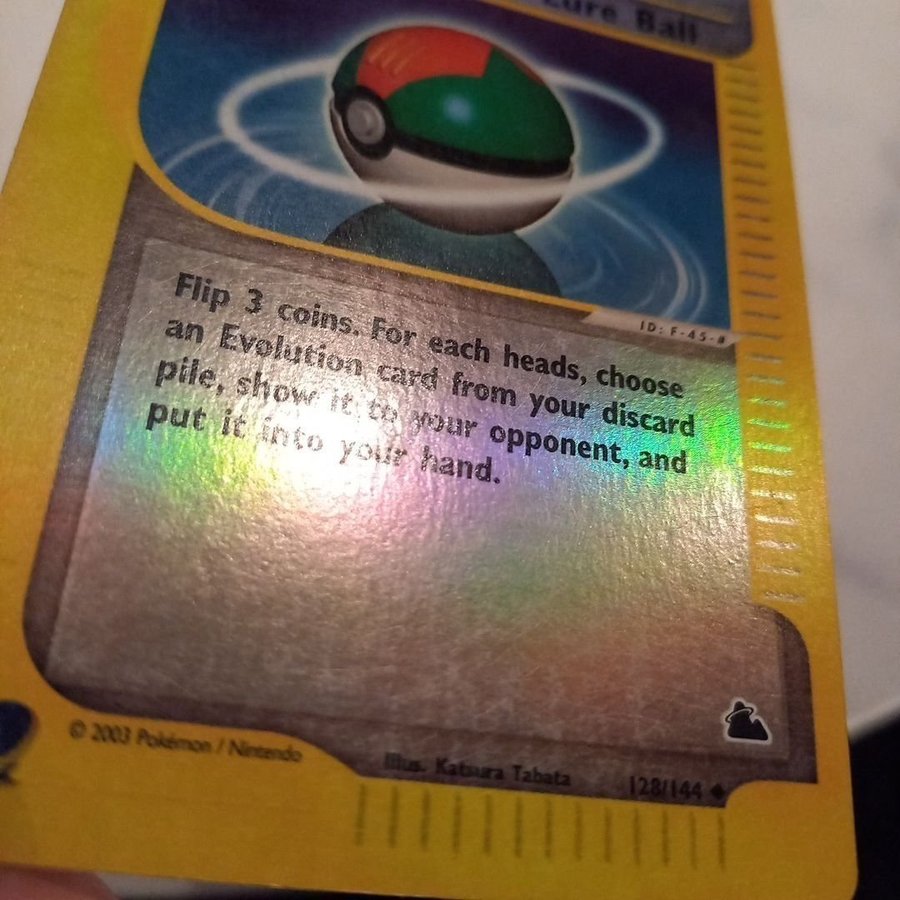 Lure Ball
ID: F-45-#
Flip 3 coins. For each heads, choose
an Evolution card from your discard
pile, show it to your opponent, and
put it into your hand.
© 2003 Pokémon / Nintendo
Illus. Katsura Tabata
128/144 ◆